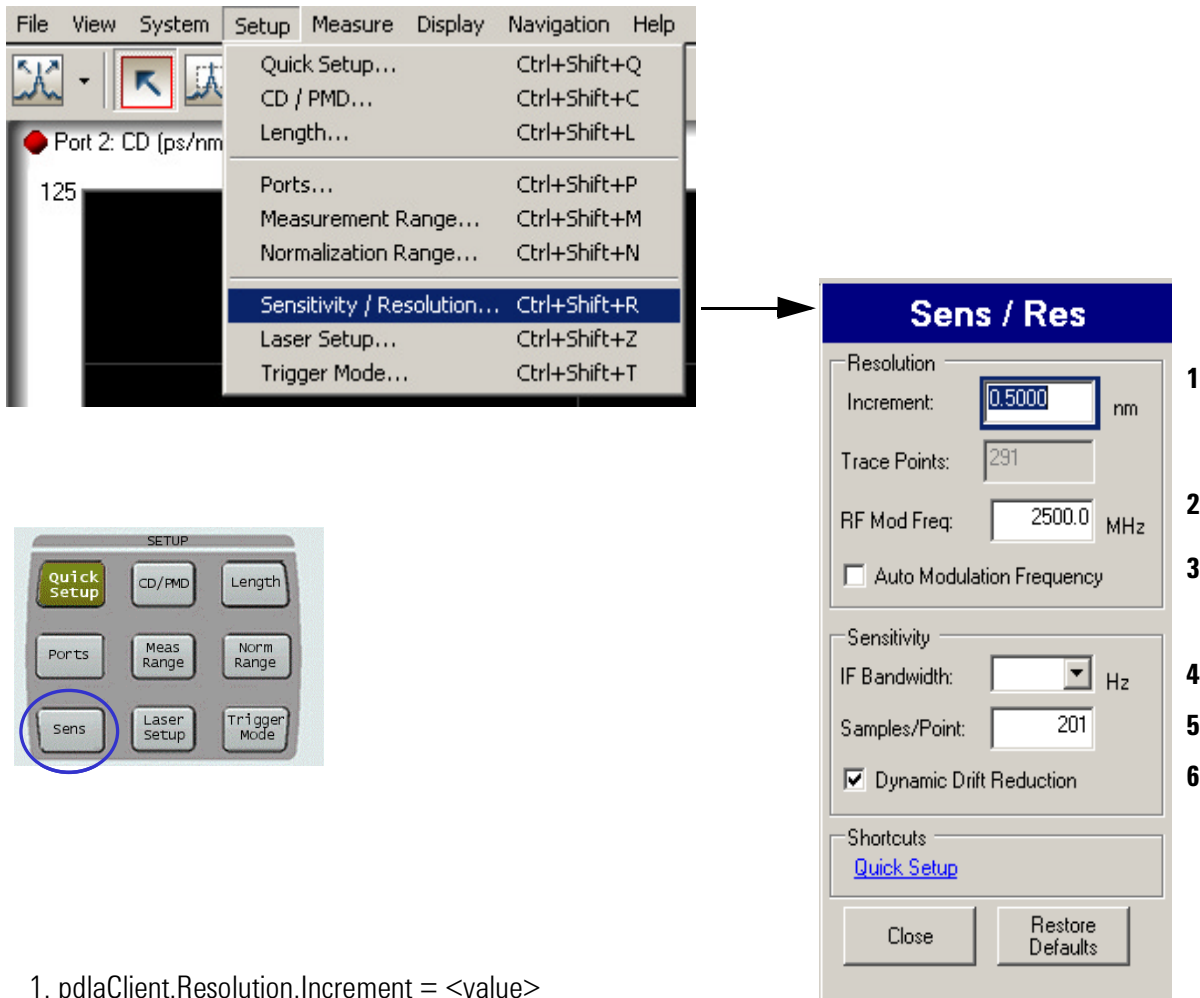 File View System Setup Measure Display Navigation Help
Quick Setup... Ctrl+Shift+Q
CD / PMD... Ctrl+Shift+C
Length... Ctrl+Shift+L
Port 2: CD (ps/nm
125
Ports... Ctrl+Shift+P
Measurement Range... Ctrl+Shift+M
Normalization Range... Ctrl+Shift+N
Sensitivity / Resolution... Ctrl+Shift+R
Laser Setup... Ctrl+Shift+Z
Trigger Mode... Ctrl+Shift+T
Sens / Res
Resolution
Increment: 0.5000 nm
1
Trace Points: 291
RF Mod Freq: 2500.0 MHz
2
Auto Modulation Frequency
3
Sensitivity
IF Bandwidth: Hz
4
Samples/Point: 201
5
Dynamic Drift Reduction
6
Shortcuts
Quick Setup
Close
Restore
Defaults
SETUP
Quick
Setup
CD/PMD
Length
Ports
Meas
Range
Norm
Range
Sens
Laser
Setup
Trigger
Mode
1. pdlaClient.Resolution.Increment = <value>